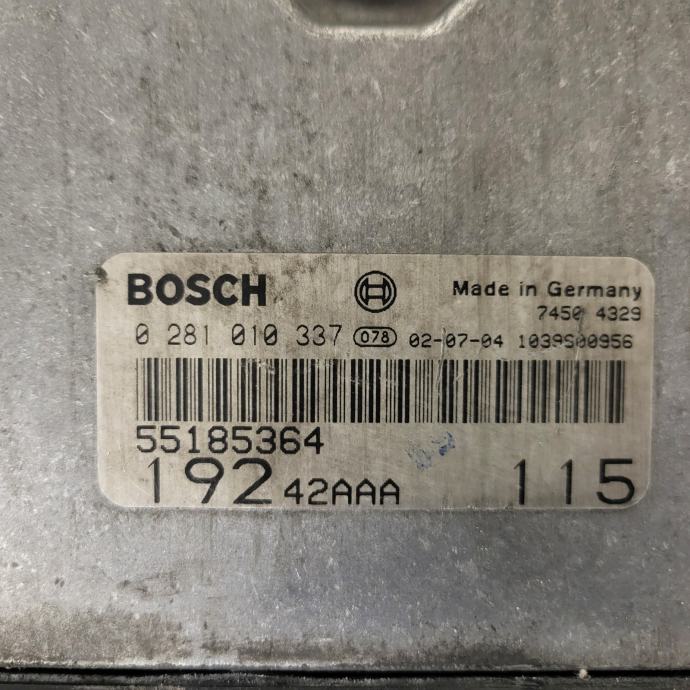 BOSCH Made in Germany
7450 4329
0 281 010 337 078 02-07-04 1039S00956
55185364
192 42AAA 115